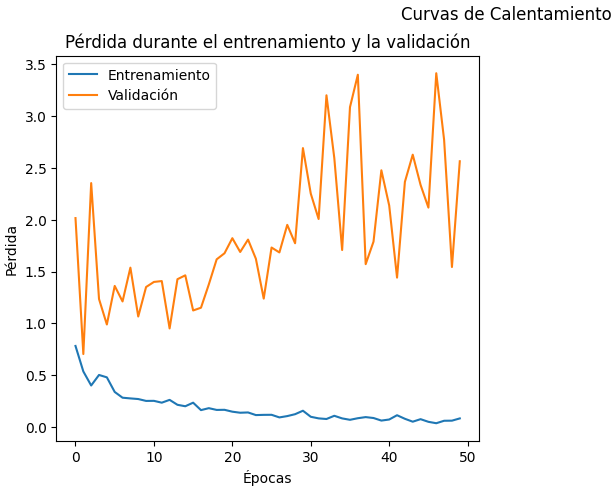 Curvas de Calentamiento
Pérdida durante el entrenamiento y la validación
Entrenamiento
Validación
3.5
3.0
2.5
2.0
1.5
1.0
0.5
0.0
Pérdida
0 10 20 30 40 50
Épocas